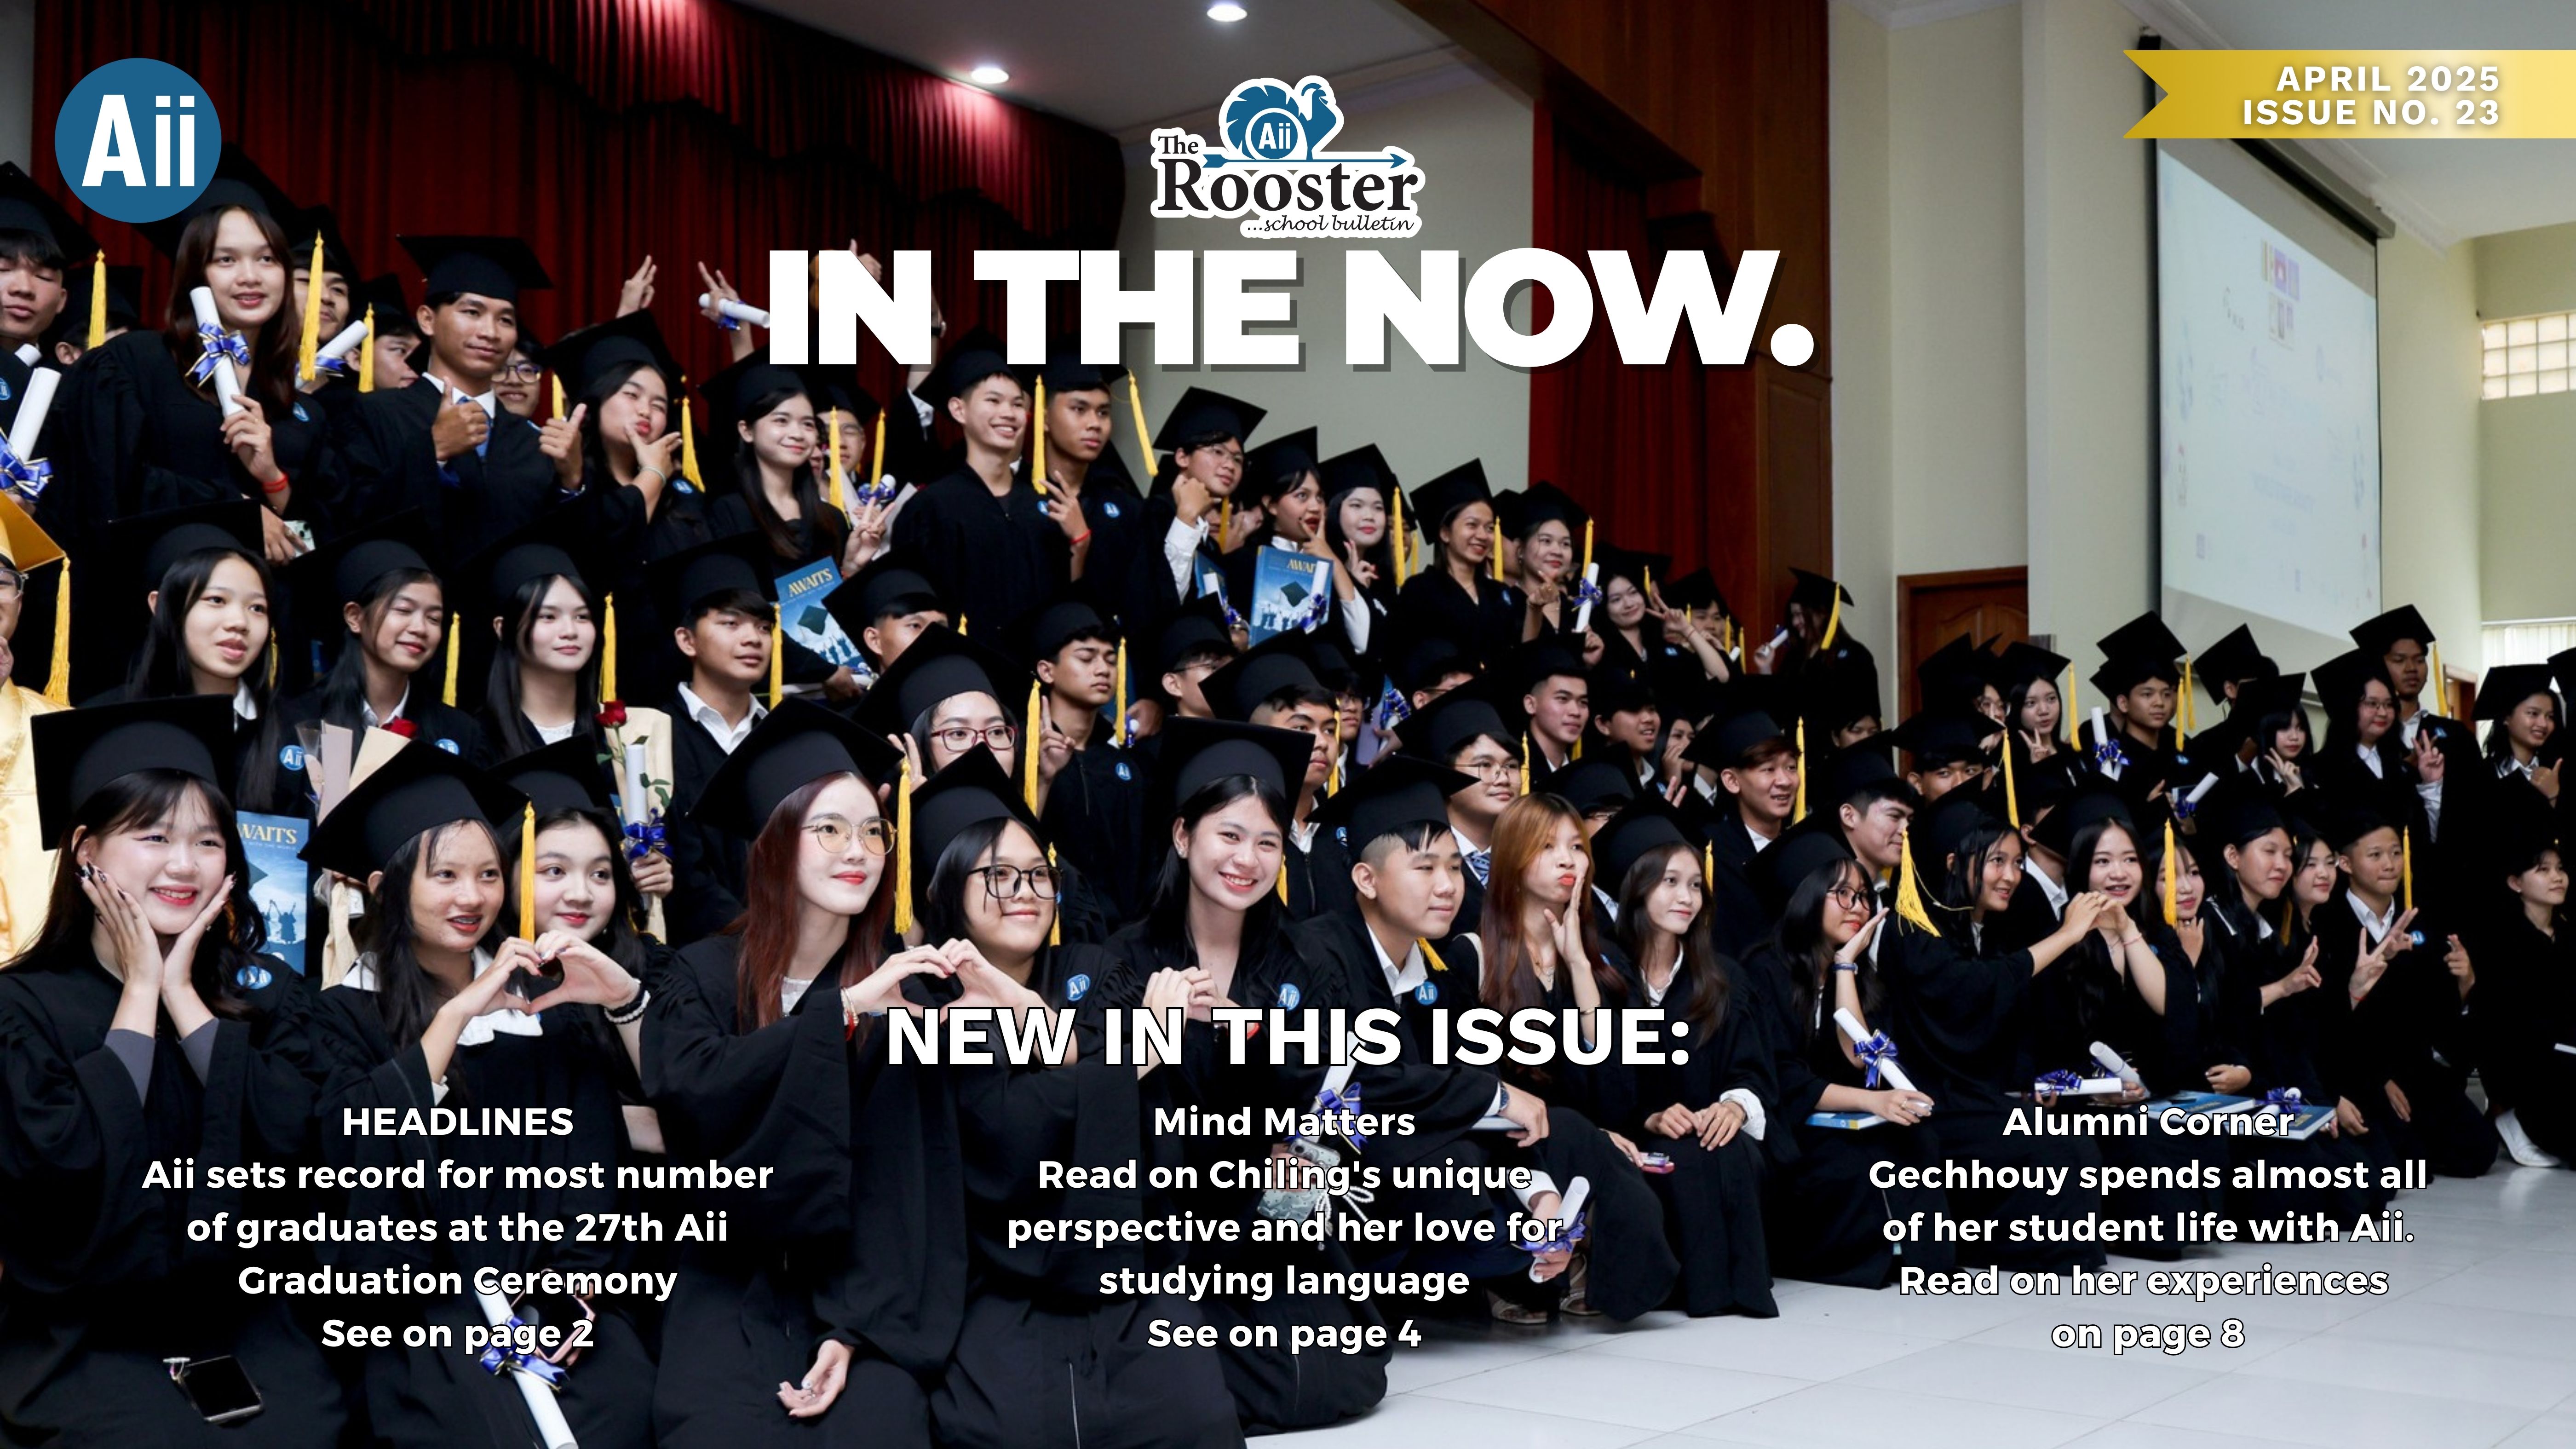 Aii
APRIL 2025
ISSUE NO. 23
Aii
The
Rooster
...school bulletin
IN THE NOW.
AWAITS
AWAI
WAITS
NEW IN THIS ISSUE:
HEADLINES
Aii sets record for most number
of graduates at the 27th Aii
Graduation Ceremony
See on page 2
Mind Matters
Read on Chiling's unique
perspective and her love for
studying language
See on page 4
Alumni Corner
Gechhouy spends almost all
of her student life with Aii.
Read on her experiences
on page 8